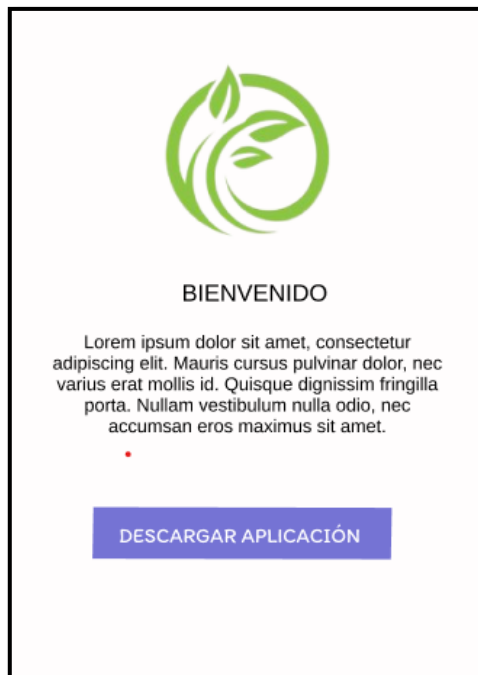 BIENVENIDO
Lorem ipsum dolor sit amet, consectetur
adipiscing elit. Mauris cursus pulvinar dolor, nec
varius erat mollis id. Quisque dignissim fringilla
porta. Nullam vestibulum nulla odio, nec
accumsan eros maximus sit amet.
DESCARGAR APLICACIÓN